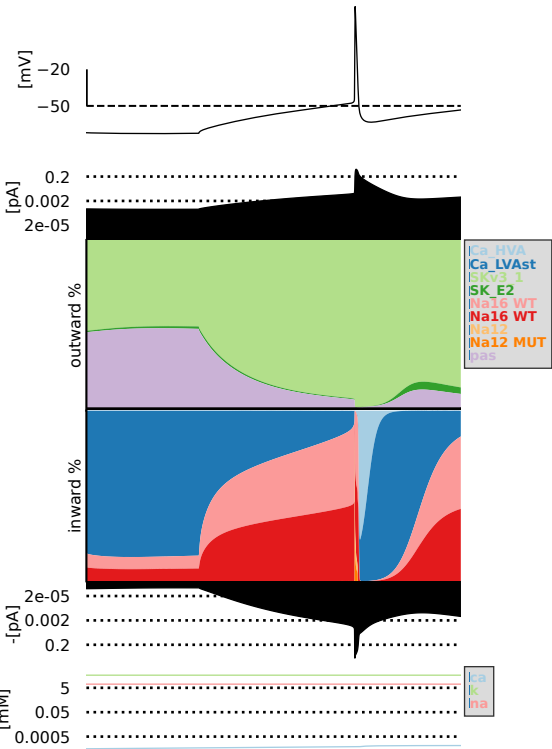 [mV]
−20
−50
[pA]
0.2
0.002
2e-05
outward %
Ca_HVA
Ca_LVAst
SKv3_1
SK_E2
Na16 WT
Na16 WT
Na12
Na12 MUT
pas
inward %
-[pA]
2e-05
0.002
0.2
[mM]
5
0.05
0.0005
ca
k
na